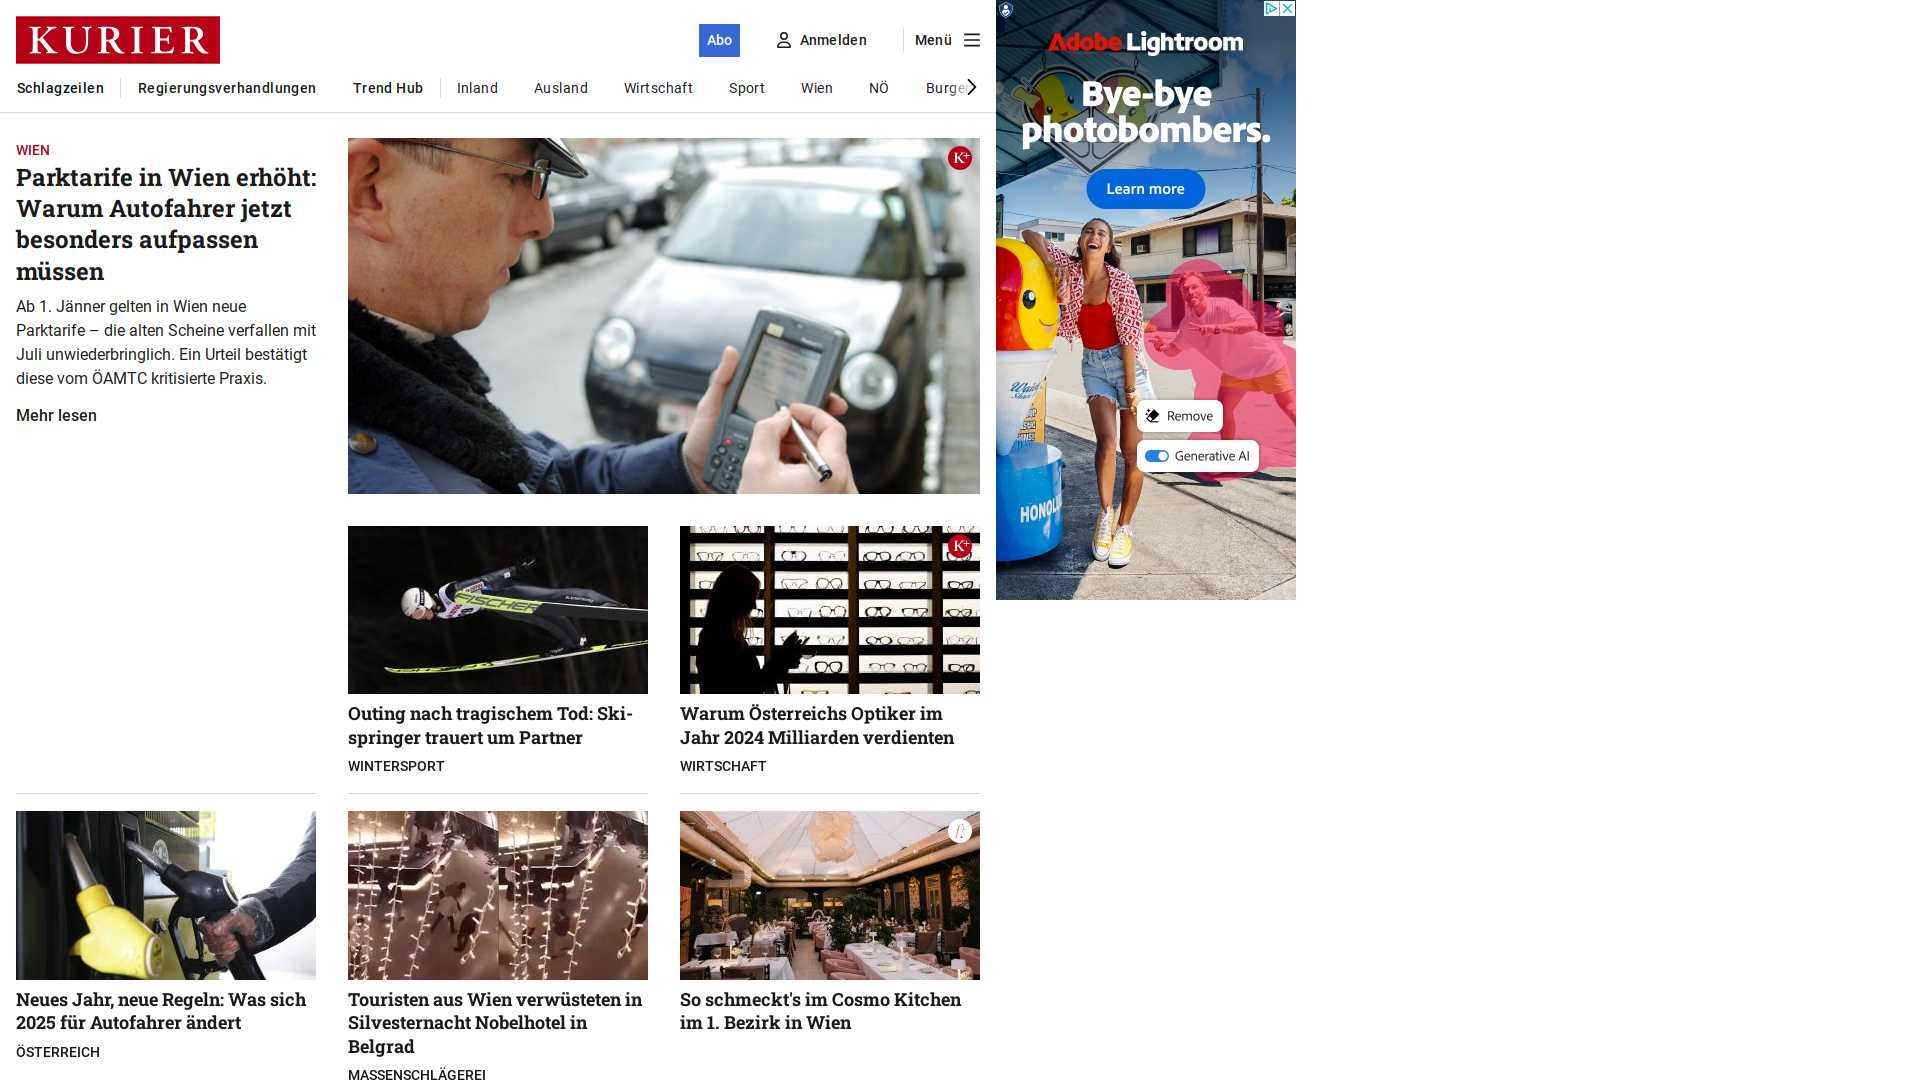 KURIER
Abo
Anmelden
Menü
Schlagzeilen
Regierungsverhandlungen
Trend Hub
Inland
Ausland
Wirtschaft
Sport
Wien
NÖ
WIEN
Parktarife in Wien erhöht:
Warum Autofahrer jetzt
besonders aufpassen
müssen
Ab 1. Jänner gelten in Wien neue
Parktarife – die alten Scheine verfallen mit
Juli unwiederbringlich. Ein Urteil bestätigt
diese vom ÖAMTC kritisierte Praxis.
Mehr lesen
K+
FISCHER
Outing nach tragischem Tod: Ski-
springer trauert um Partner
WINTERSPORT
K+
Warum Österreichs Optiker im
Jahr 2024 Milliarden verdienten
WIRTSCHAFT
Neues Jahr, neue Regeln: Was sich
2025 für Autofahrer ändert
ÖSTERREICH
Touristen aus Wien verwüsteten in
Silvesternacht Nobelhotel in
Belgrad
MASSENSCHLÄGEREI
So schmeckt's im Cosmo Kitchen
im 1. Bezirk in Wien
Adobe Lightroom
Bye-bye
photobombers.
Learn more
Remove
Generative AI